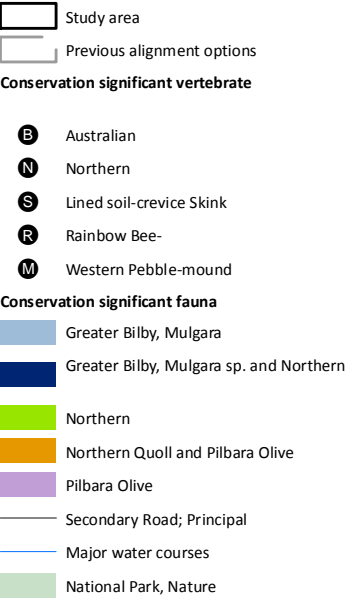 Study area
Previous alignment options
Conservation significant vertebrate
B Australian
N Northern
S Lined soil-crevice Skink
R Rainbow Bee-
M Western Pebble-mound
Conservation significant fauna
Greater Bilby, Mulgara
Greater Bilby, Mulgara sp. and Northern
Northern
Northern Quoll and Pilbara Olive
Pilbara Olive
Secondary Road; Principal
Major water courses
National Park, Nature